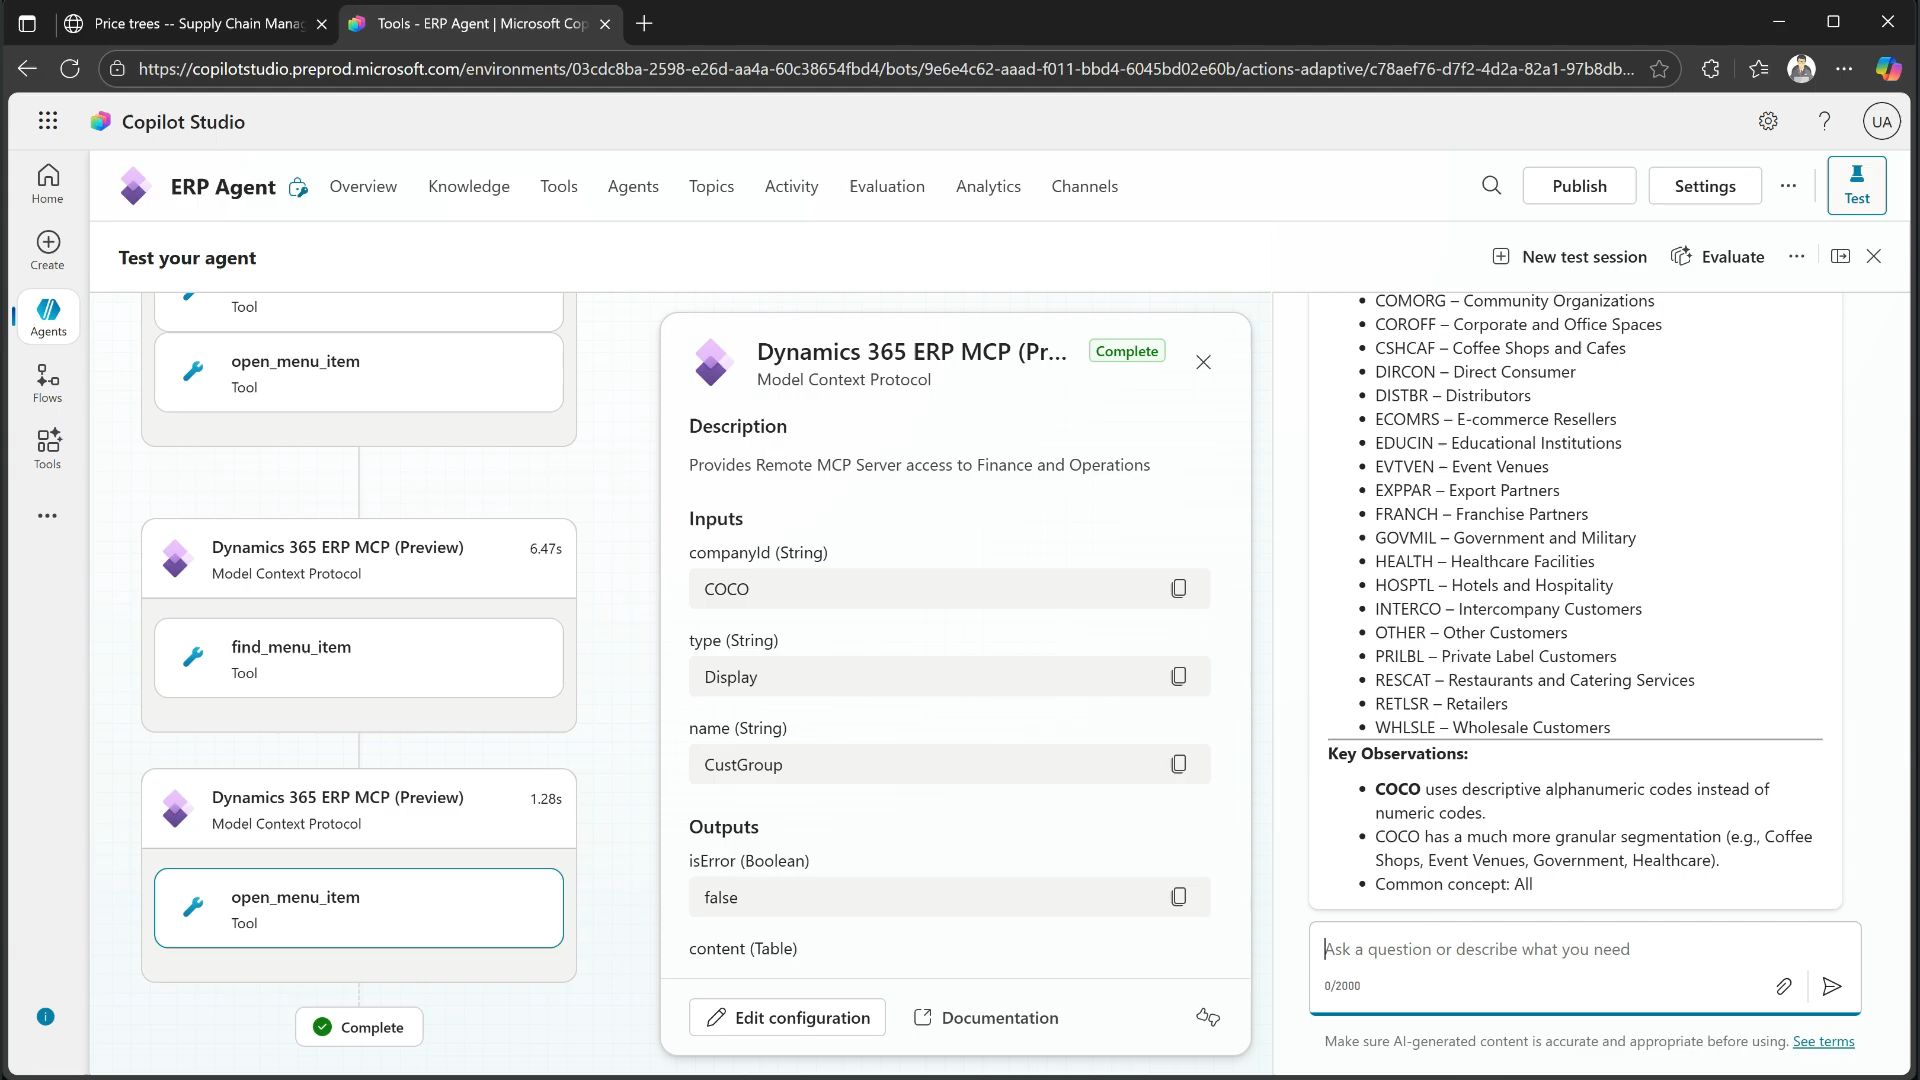 Price trees -- Supply Chain Manag
Tools - ERP Agent | Microsoft Cop
https://copilotstudio.preprod.microsoft.com/environments/03cdc8ba-2598-e26d-aa4a-60c38654fbd4/bots/9e6e4c62-aaad-f011-bbd4-6045bd02e60b/actions-adaptive/c78aef76-d7f2-4d2a-82a1-97b8db...
Copilot Studio
UA
Home
Create
Agents
Flows
Tools
ERP Agent
Overview
Knowledge
Tools
Agents
Topics
Activity
Evaluation
Analytics
Channels
Publish
Settings
Test
Test your agent
New test session
Evaluate
Tool
open_menu_item
Tool
Dynamics 365 ERP MCP (Preview)
6.47s
Model Context Protocol
find_menu_item
Tool
Dynamics 365 ERP MCP (Preview)
1.28s
Model Context Protocol
open_menu_item
Tool
Complete
Dynamics 365 ERP MCP (Pr...
Complete
Model Context Protocol
Description
Provides Remote MCP Server access to Finance and Operations
Inputs
companyId (String)
COCO
type (String)
Display
name (String)
CustGroup
Outputs
isError (Boolean)
false
content (Table)
Edit configuration
Documentation
• COMORG – Community Organizations
• COROFF – Corporate and Office Spaces
• CSHCAF – Coffee Shops and Cafes
• DIRCON – Direct Consumer
• DISTBR – Distributors
• ECOMRS – E-commerce Resellers
• EDUCIN – Educational Institutions
• EVTVEN – Event Venues
• EXPPAR – Export Partners
• FRANCH – Franchise Partners
• GOVMIL – Government and Military
• HEALTH – Healthcare Facilities
• HOSPTL – Hotels and Hospitality
• INTERCO – Intercompany Customers
• OTHER – Other Customers
• PRILBL – Private Label Customers
• RESCAT – Restaurants and Catering Services
• RETLSR – Retailers
• WHLSLE – Wholesale Customers
Key Observations:
• COCO uses descriptive alphanumeric codes instead of
numeric codes.
• COCO has a much more granular segmentation (e.g., Coffee
Shops, Event Venues, Government, Healthcare).
• Common concept: All
Ask a question or describe what you need
0/2000
Make sure AI-generated content is accurate and appropriate before using. See terms